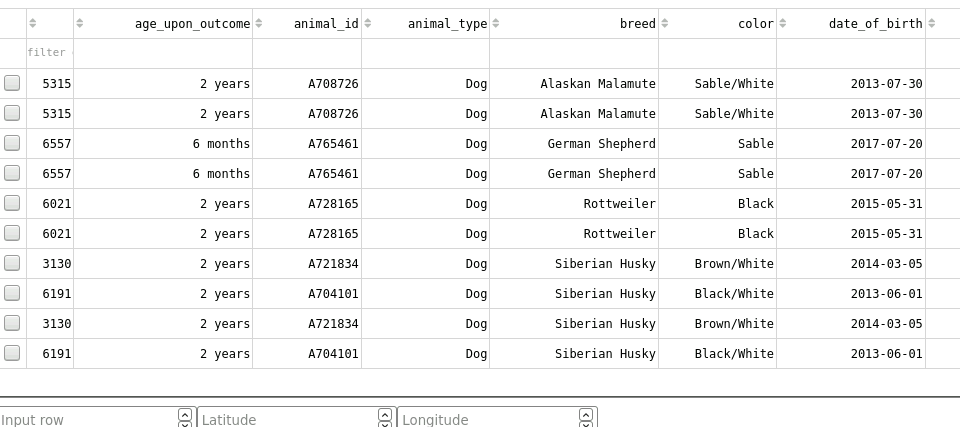 age_upon_outcome animal_id animal_type breed color date_of_birth
filter
5315 2 years A708726 Dog Alaskan Malamute Sable/White 2013-07-30
5315 2 years A708726 Dog Alaskan Malamute Sable/White 2013-07-30
6557 6 months A765461 Dog German Shepherd Sable 2017-07-20
6557 6 months A765461 Dog German Shepherd Sable 2017-07-20
6021 2 years A728165 Dog Rottweiler Black 2015-05-31
6021 2 years A728165 Dog Rottweiler Black 2015-05-31
3130 2 years A721834 Dog Siberian Husky Brown/White 2014-03-05
6191 2 years A704101 Dog Siberian Husky Black/White 2013-06-01
3130 2 years A721834 Dog Siberian Husky Brown/White 2014-03-05
6191 2 years A704101 Dog Siberian Husky Black/White 2013-06-01
Input row Latitude Longitude